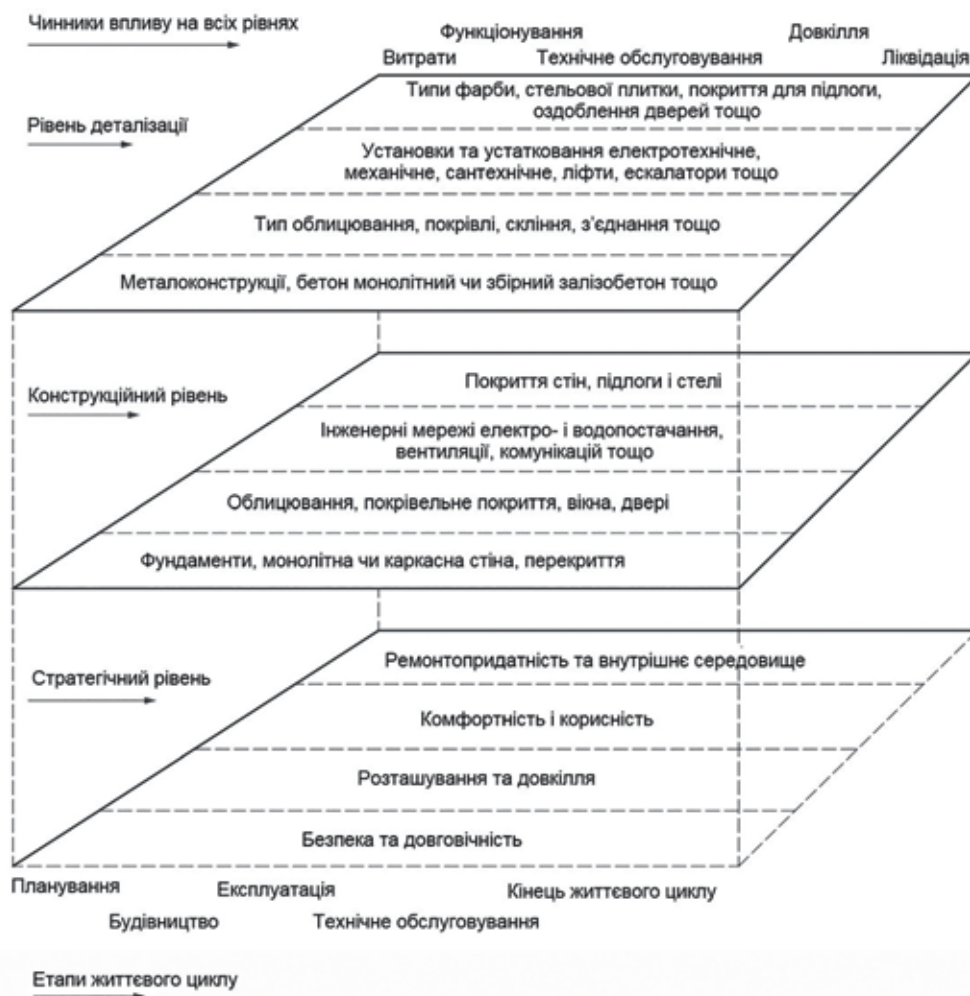 Чинники впливу на всіх рівнях
Функціонування Довкілля
Витрати Технічне обслуговування Ліквідація
Типи фарби, стельової плитки, покриття для підлоги,
оздоблення дверей тощо
Рівень деталізації
Установки та устатковання електротехнічне,
механічне, сантехнічне, ліфти, ескалатори тощо
Тип облицювання, покрівлі, скління, з’єднання тощо
Металоконструкції, бетон монолітний чи збірний залізобетон тощо
Покриття стін, підлоги і стелі
Конструкційний рівень
Інженерні мережі електро- і водопостачання,
вентиляції, комунікацій тощо
Облицювання, покрівельне покриття, вікна, двері
Фундаменти, монолітна чи каркасна стіна, перекриття
Ремонтопридатність та внутрішнє середовище
Стратегічний рівень
Комфортність і корисність
Розташування та довкілля
Безпека та довговічність
Планування Експлуатація Кінець життєвого циклу
Будівництво Технічне обслуговування
Етапи життєвого циклу